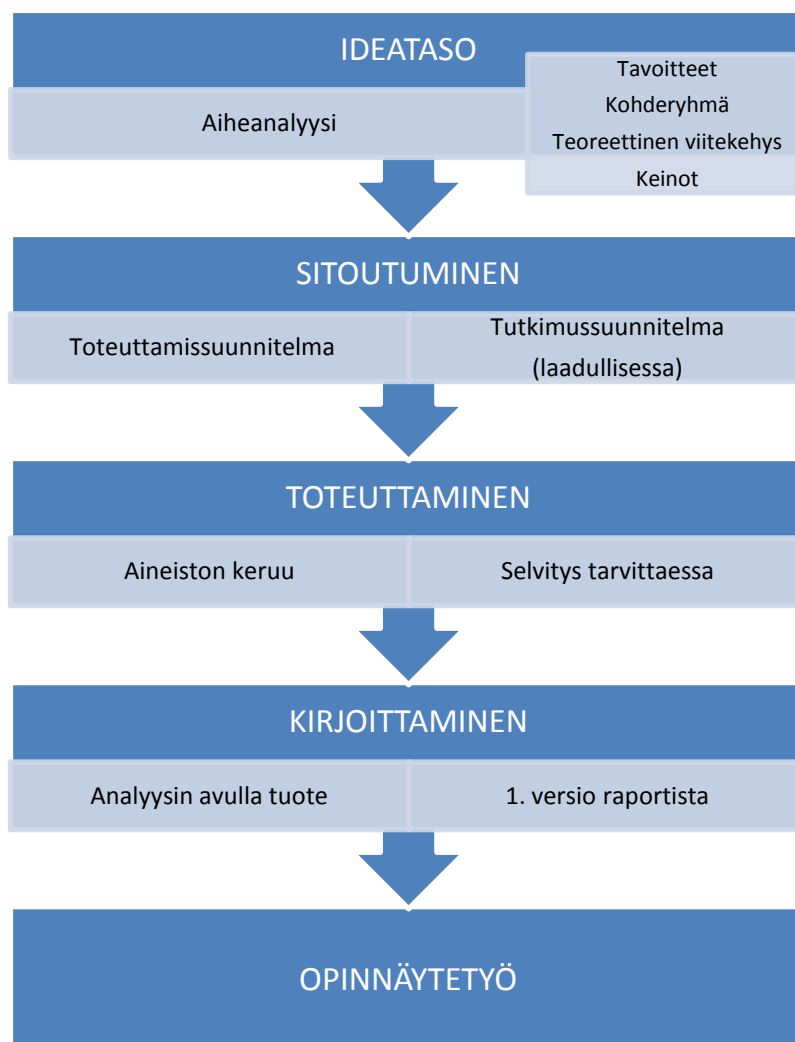 IDEATASO
Aiheanalyysi
Tavoitteet
Kohderyhmä
Teoreettinen viitekehys
Keinot
SITOUTUMINEN
Toteuttamissuunnitelma
Tutkimussuunnitelma
(laadullisessa)
TOTEUTTAMINEN
Aineiston keruu
Selvitys tarvittaessa
KIRJOITTAMINEN
Analyysin avulla tuote
1. versio raportista
OPINNÄYTETYÖ